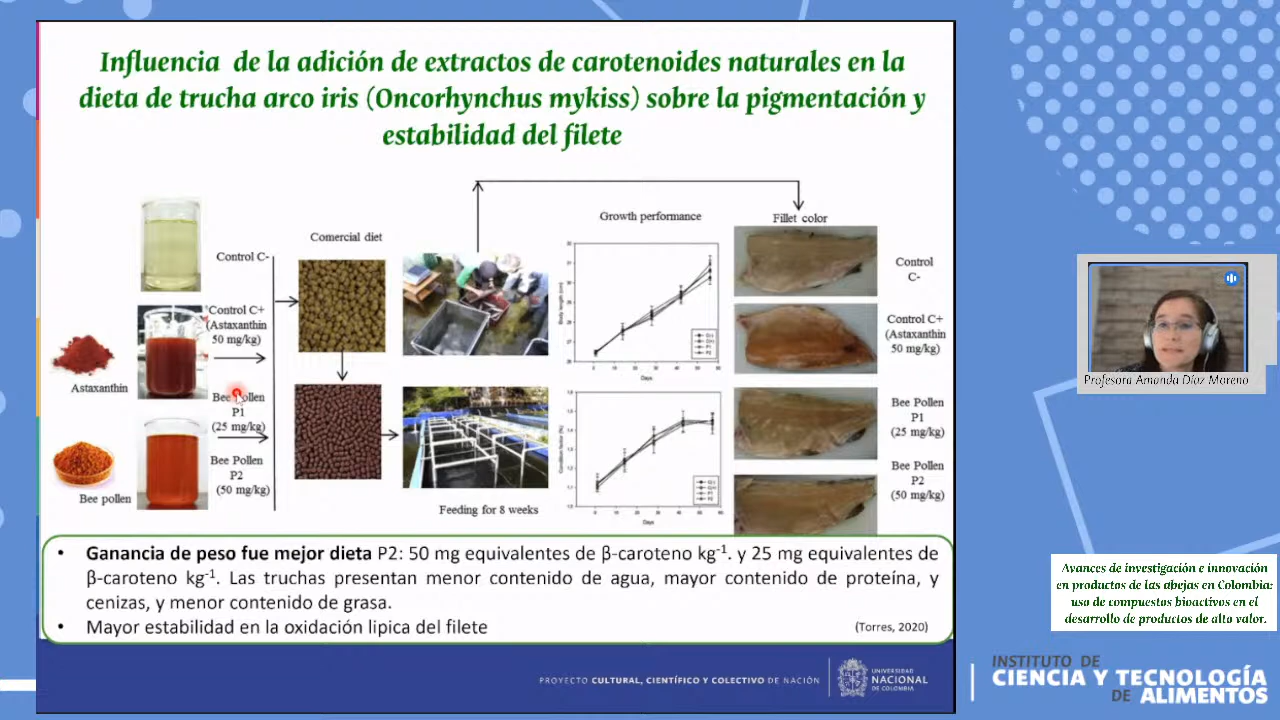 Influencia de la adición de extractos de carotenoides naturales en la
dieta de trucha arco iris (Oncorhynchus mykiss) sobre la pigmentación y
estabilidad del filete
Control C-
Control C+
(Astaxanthin
50 mg/kg)
Astaxanthin
Bee Pollen
P1
(25 mg/kg)
Bee Pollen
P2
(50 mg/kg)
Bee pollen
Comercial diet
Feeding for 8 weeks
Growth performance
Days
Days
Fillet color
Control
C-
Control C+
(Astaxanthin
50 mg/kg)
Bee Pollen
P1
(25 mg/kg)
Bee Pollen
P2
(50 mg/kg)
• Ganancia de peso fue mejor dieta P2: 50 mg equivalentes de β-caroteno kg-1. y 25 mg equivalentes de
β-caroteno kg-1. Las truchas presentan menor contenido de agua, mayor contenido de proteína, y
cenizas, y menor contenido de grasa.
• Mayor estabilidad en la oxidación lipica del filete
(Torres, 2020)
PROYECTO CULTURAL, CIENTÍFICO Y COLECTIVO DE NACIÓN
UNIVERSIDAD
NACIONAL
DE COLOMBIA
Profesora Amanda Díaz Moreno
Avances de investigación e innovación
en productos de las abejas en Colombia:
uso de compuestos bioactivos en el
desarrollo de productos de alto valor.
INSTITUTO DE
CIENCIA Y TECNOLOGÍA
DE ALIMENTOS